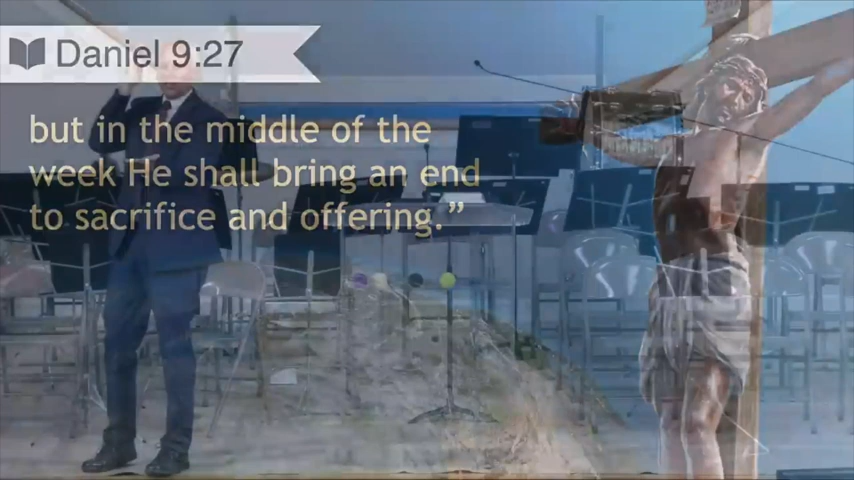 Daniel 9:27
but in the middle of the
week He shall bring an end
to sacrifice and offering.”